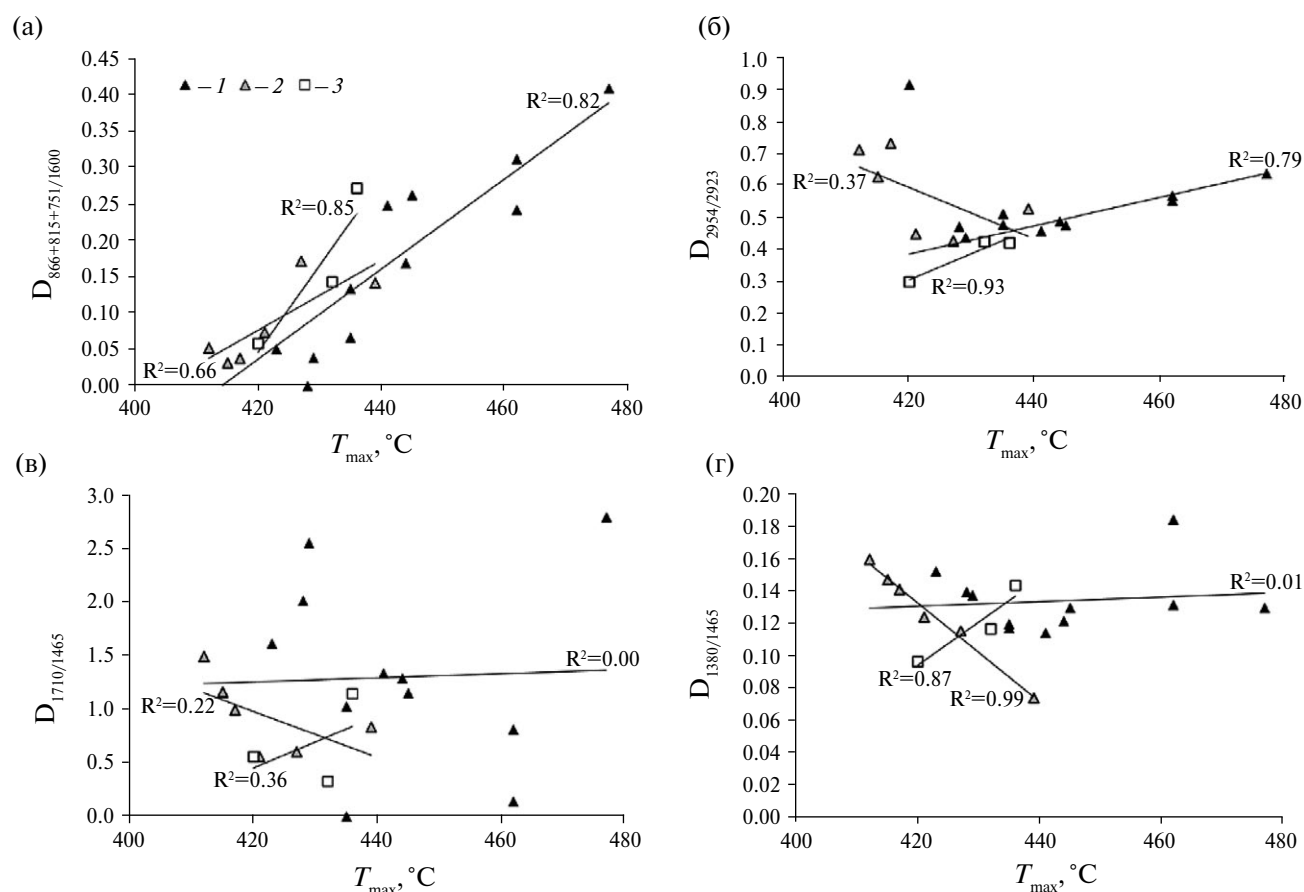 (а)
0.45
0.40
0.35
0.30
0.25
0.20
0.15
0.10
0.05
0.00
D866+815+751/1600
–1 –2 –3
R²=0.82
R²=0.85
R²=0.66
400 420 440 460 480
Tmax, °C
(б)
1.0
0.9
0.8
0.7
0.6
0.5
0.4
0.3
0.2
0.1
0.0
D2954/2923
R²=0.79
R²=0.37
R²=0.93
400 420 440 460 480
Tmax, °C
(в)
3.0
2.5
2.0
1.5
1.0
0.5
0.0
D1710/1465
R²=0.00
R²=0.22
R²=0.36
400 420 440 460 480
Tmax, °C
(г)
0.20
0.18
0.16
0.14
0.12
0.10
0.08
0.06
0.04
0.02
0.00
D1380/1465
R²=0.01
R²=0.87
R²=0.99
400 420 440 460 480
Tmax, °C